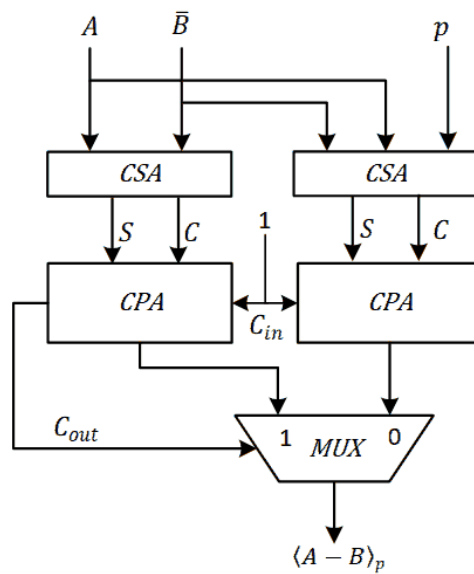 A B̄ p
CSA CSA
S C 1 S C
CPA CPA
C_in
C_out 1 MUX 0
⟨A − B⟩_p